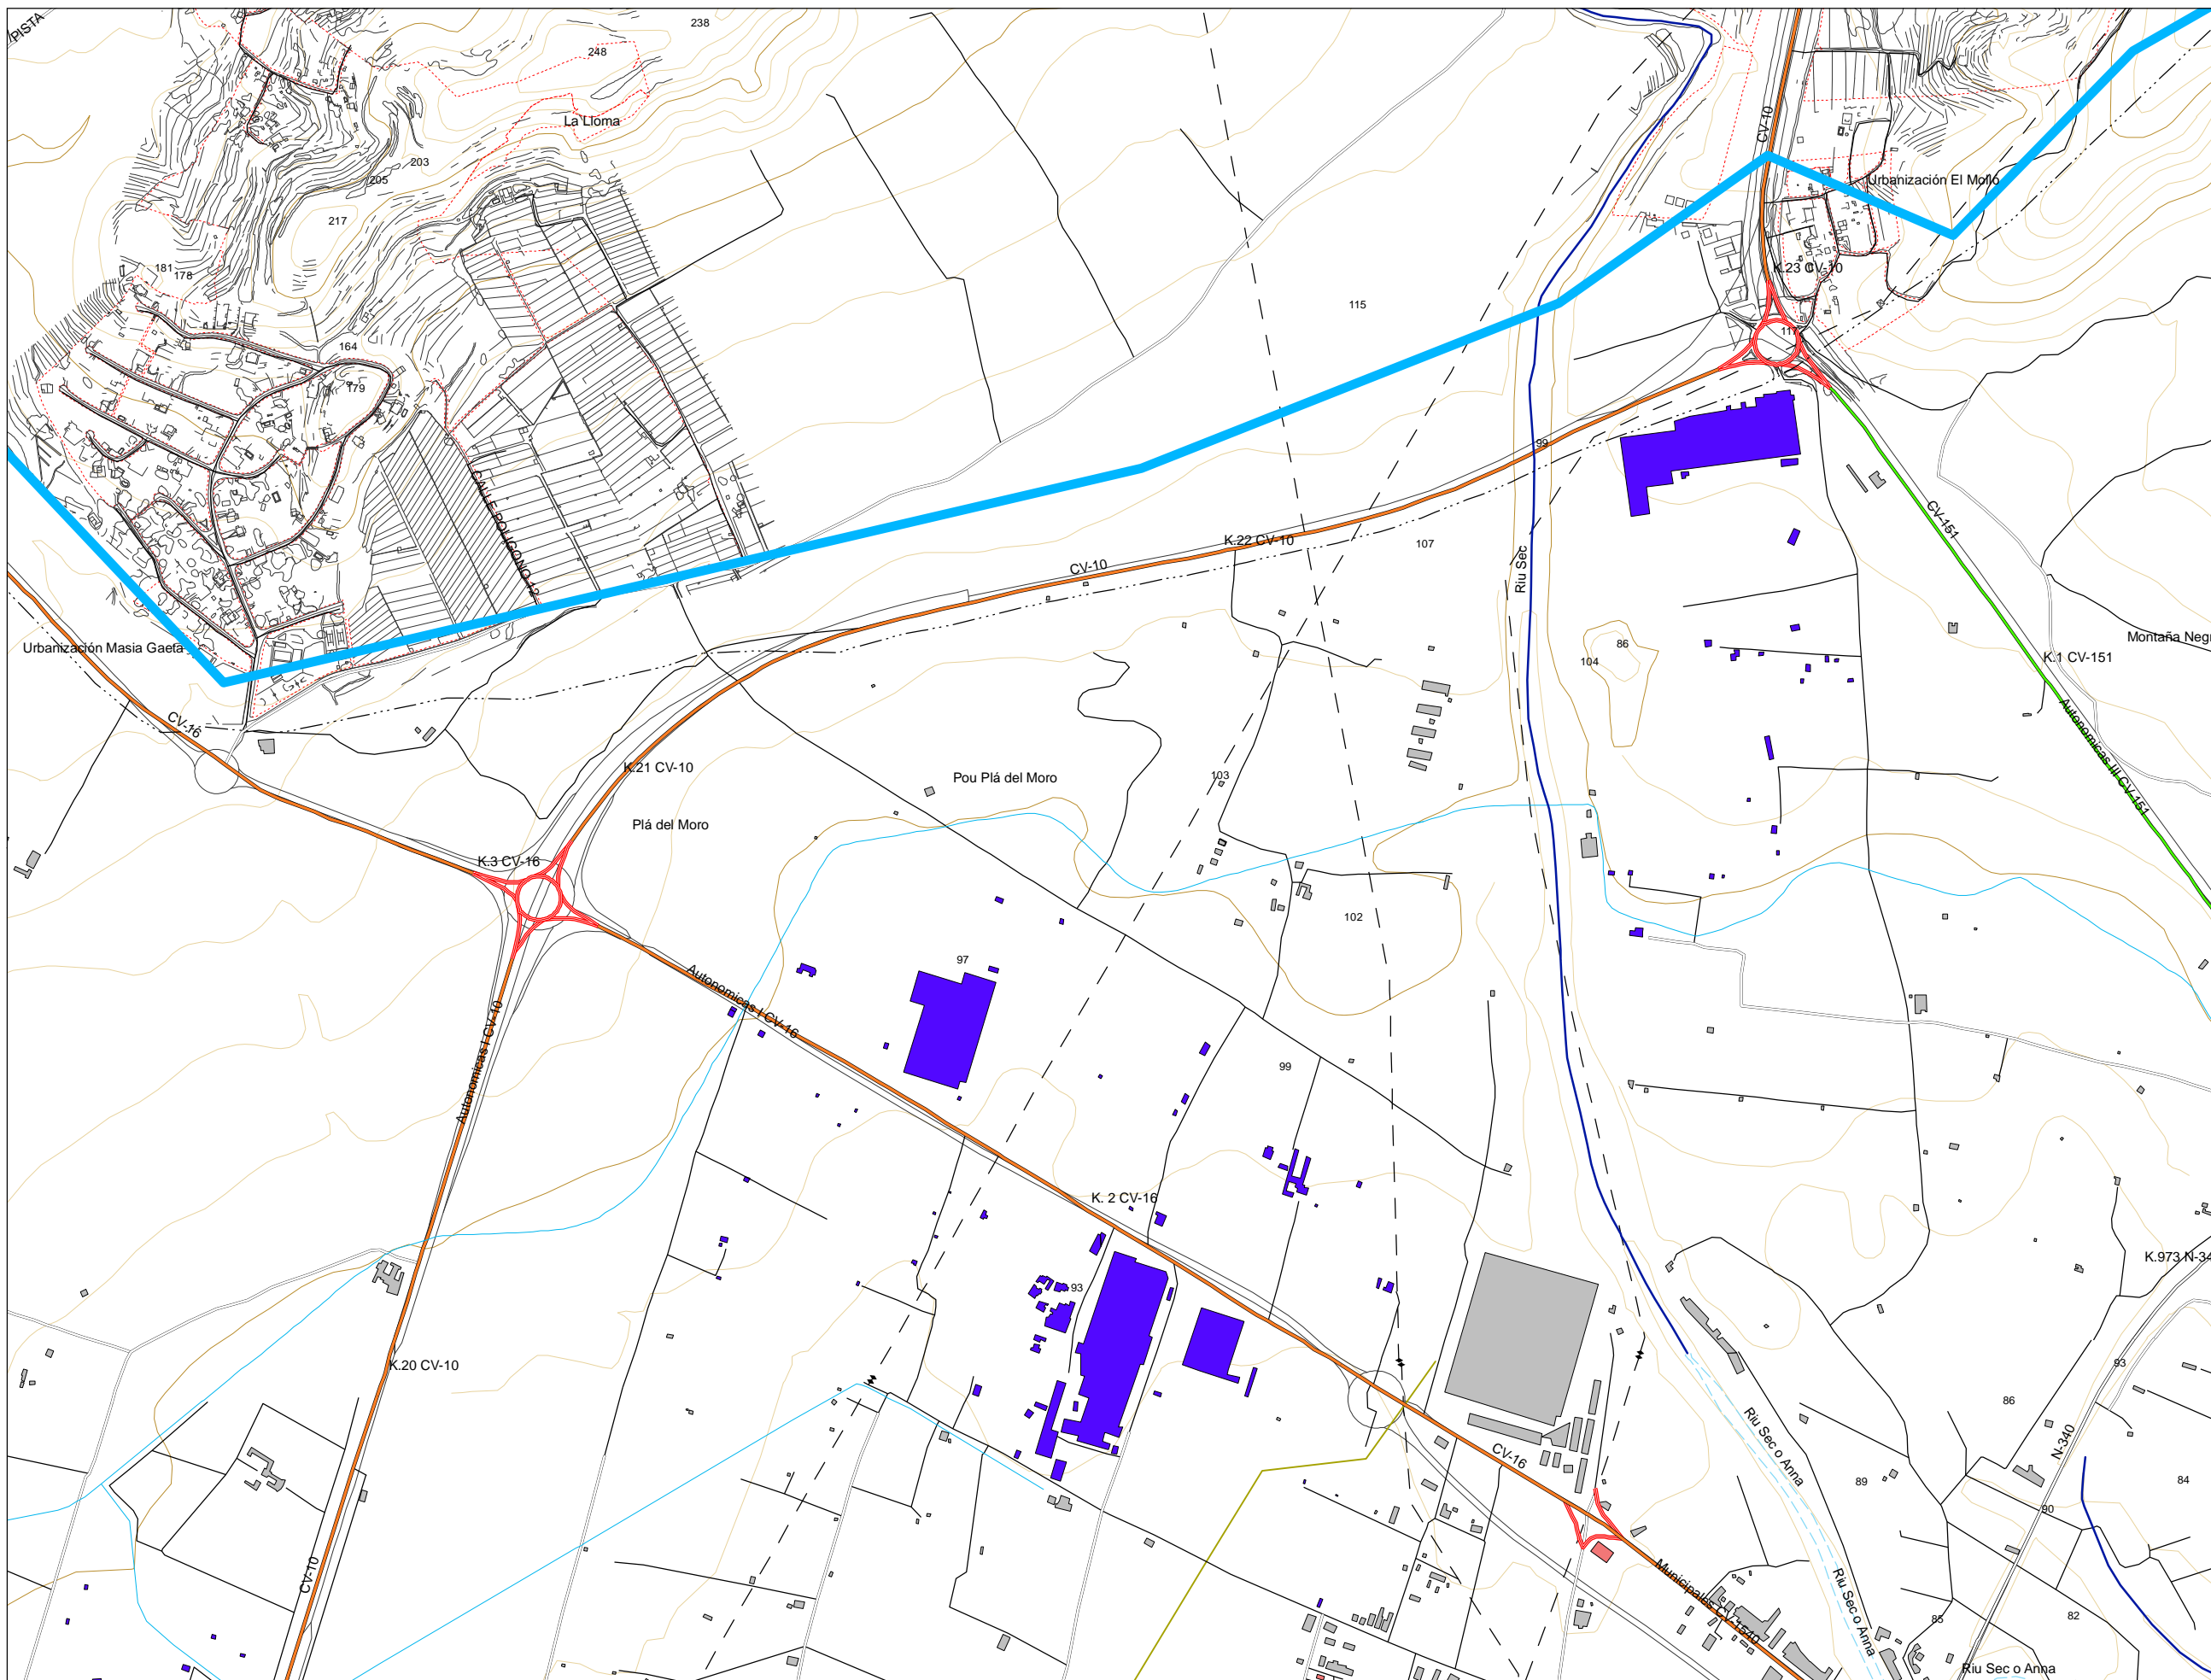 PISTA
238
248
La Lloma
203
205
217
181
178
164
179
CALLE POLIGONO 12
Urbanización Masia Gaeta
CV-16
CV-10
Urbanización El Mollo
K.23 CV-10
117
115
99
CV-151
K.22 CV-10
CV-10
107
Riu Sec
86
104
Montaña Negr
K.1 CV-151
Autonomicas III CV-151
K.21 CV-10
Pou Plá del Moro
103
Plá del Moro
K.3 CV-16
102
97
Autonomicas I CV-16
Autonomicas I CV-10
99
K. 2 CV-16
93
K.973 N-34
K.20 CV-10
93
86
Riu Sec o Anna
N-340
CV-16
89
84
90
CV-10
Municipales CV-1540
Riu Sec o Anna
85
82
Riu Sec o Anna